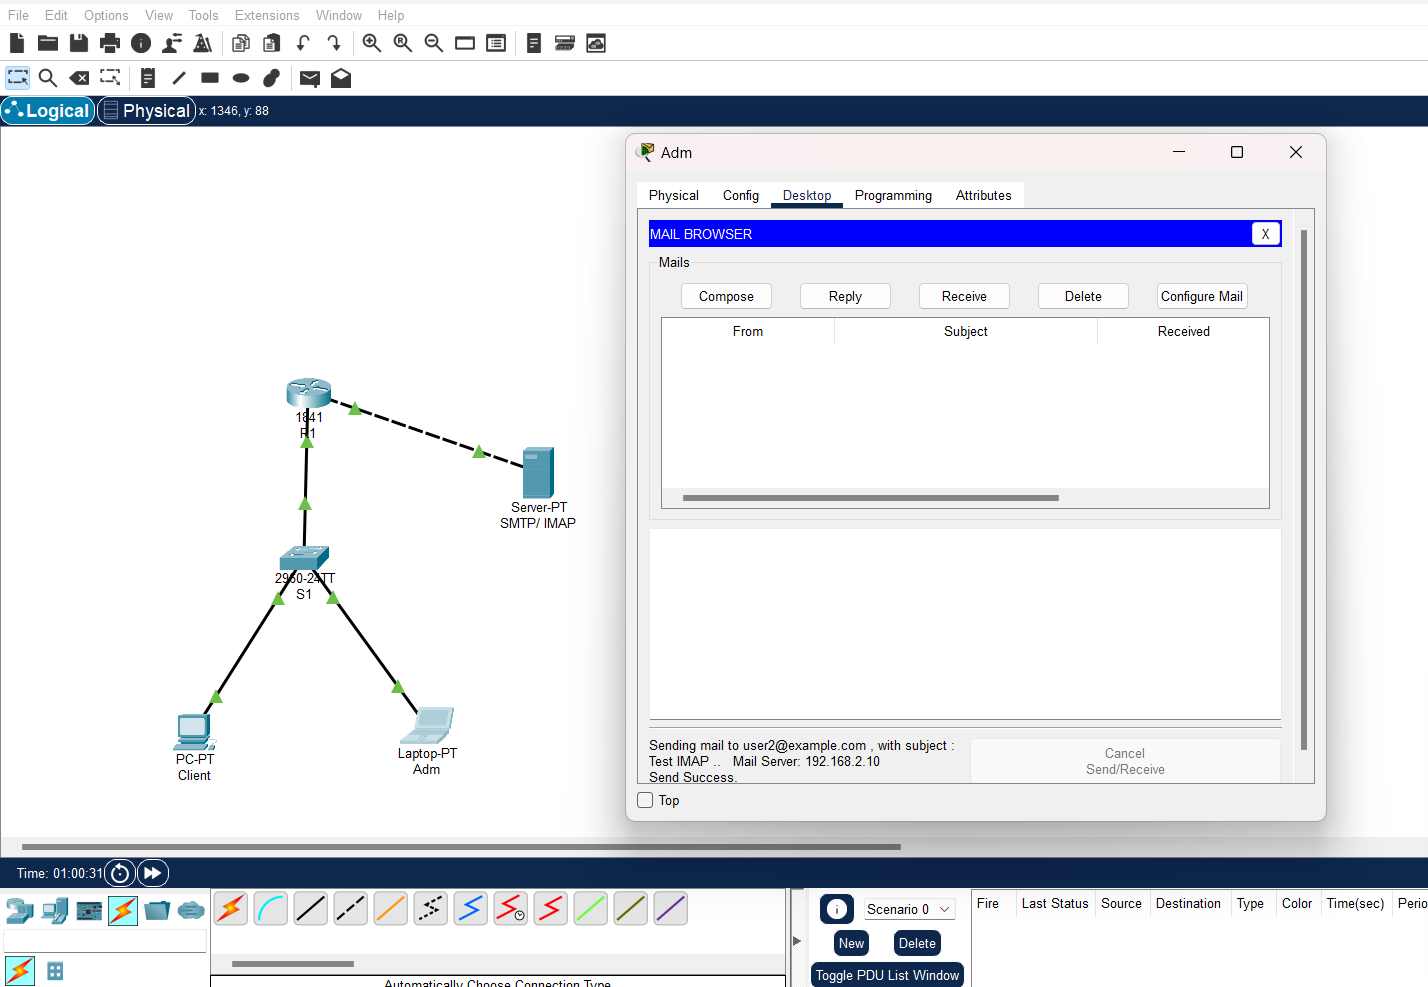 File Edit Options View Tools Extensions Window Help
Logical Physical x: 1346, y: 88
Adm
Physical Config Desktop Programming Attributes
MAIL BROWSER X
Mails
Compose Reply Receive Delete Configure Mail
From Subject Received
1841
R1
Server-PT
SMTP/ IMAP
2960-24TT
S1
PC-PT
Client
Laptop-PT
Adm
Sending mail to user2@example.com , with subject :
Test IMAP .. Mail Server: 192.168.2.10
Send Success.
Cancel
Send/Receive
Top
Time: 01:00:31
Scenario 0
New Delete
Toggle PDU List Window
Fire Last Status Source Destination Type Color Time(sec) Perio
Automatically Choose Connection Type